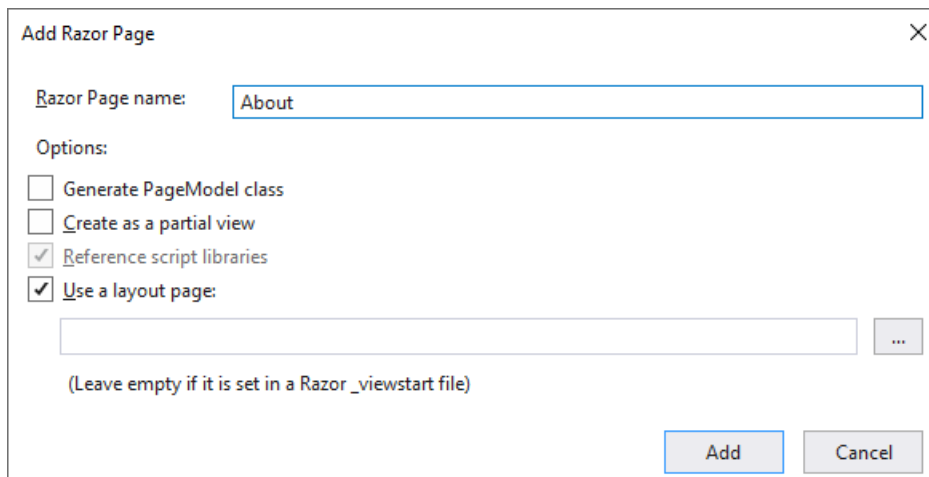 Add Razor Page
Razor Page name: About
Options:
Generate PageModel class
Create as a partial view
Reference script libraries
Use a layout page:
...
(Leave empty if it is set in a Razor _viewstart file)
Add Cancel